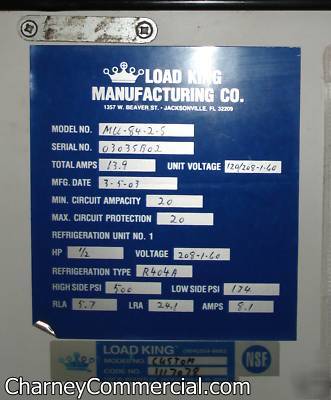 LOAD KING
MANUFACTURING CO.
1357 W. BEAVER ST. · JACKSONVILLE, FL 32209
MODEL NO. MU-84-2-S
SERIAL NO. 03035B02
TOTAL AMPS 13.9 UNIT VOLTAGE 120/208-1-60
MFG. DATE 3-5-03
MIN. CIRCUIT AMPACITY 20
MAX. CIRCUIT PROTECTION 20
REFRIGERATION UNIT NO. 1
HP 1/2 VOLTAGE 208-1-60
REFRIGERATION TYPE R404A
HIGH SIDE PSI 500 LOW SIDE PSI 174
RLA 5.7 LRA 24.1 AMPS 8.1
LOAD KING
CUSTOM
CODE NO.
NSF
CharneyCommercial.com